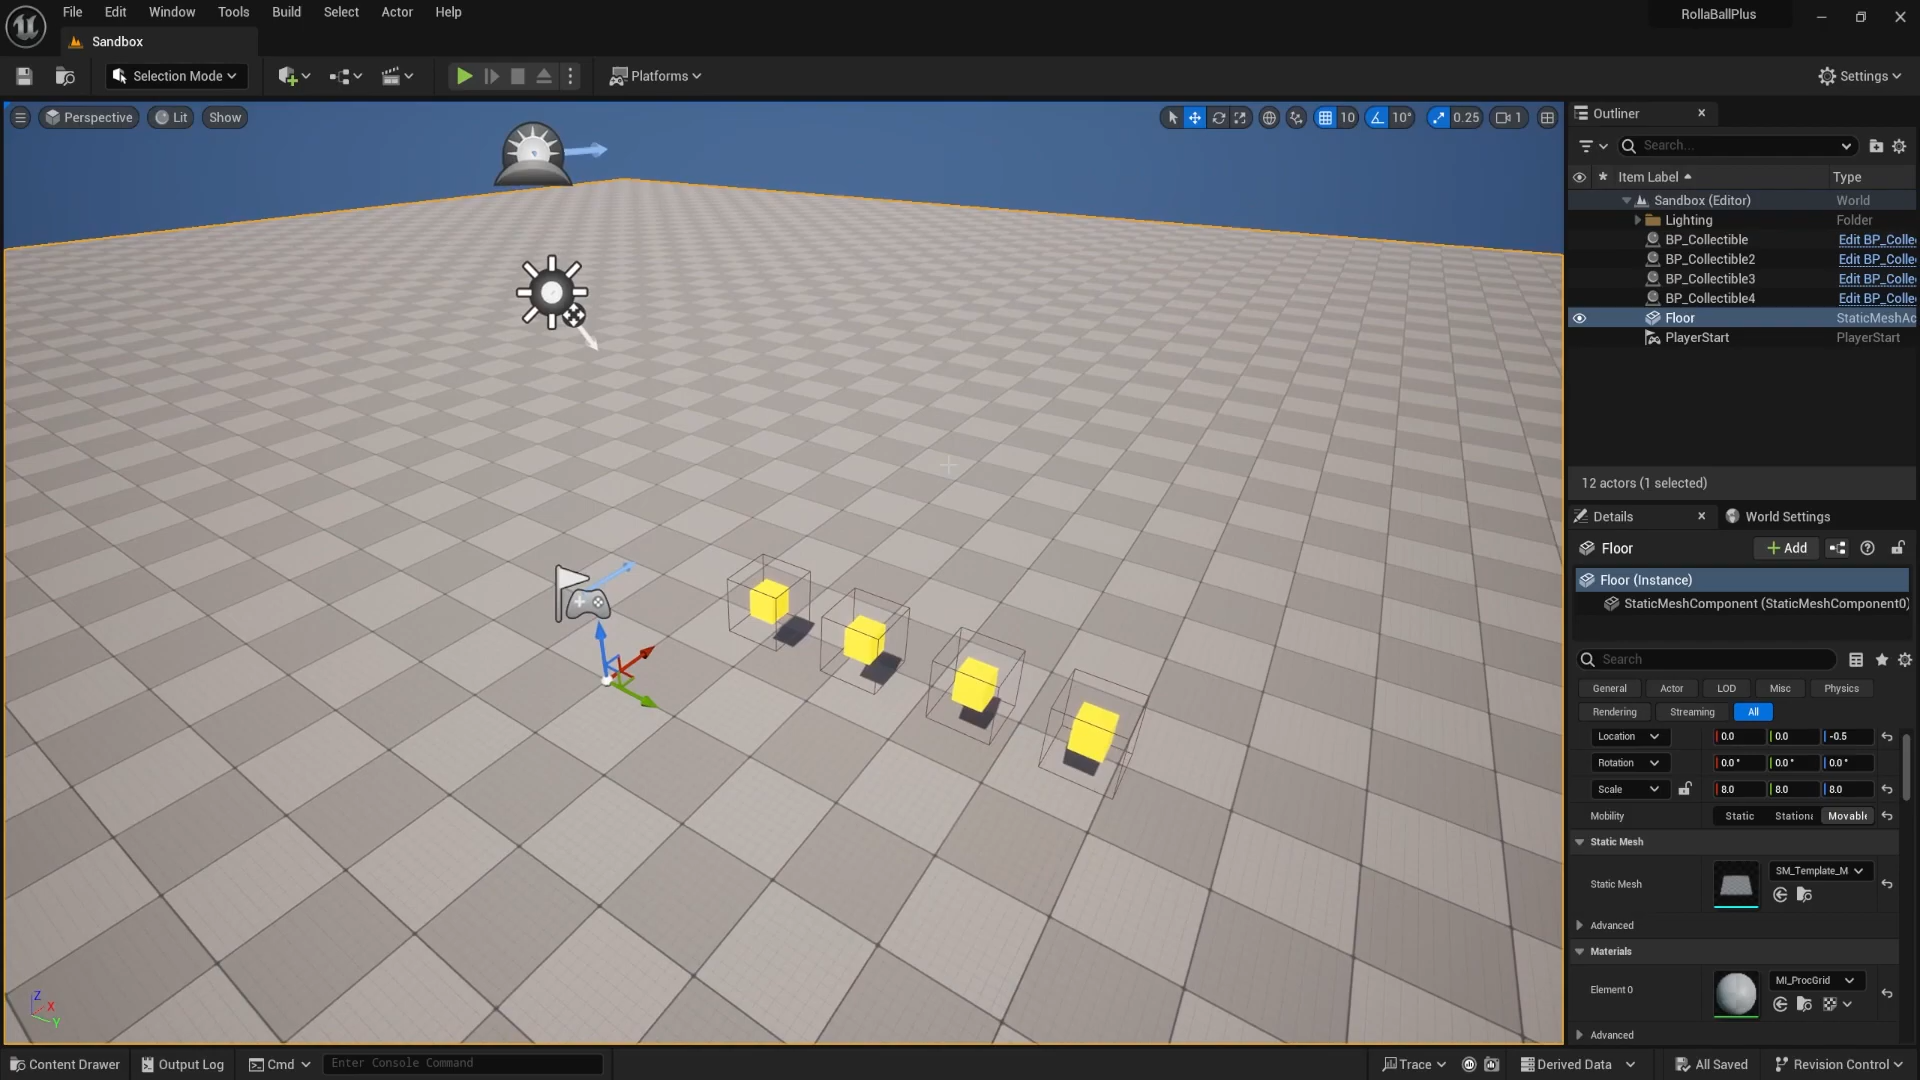 File Edit Window Tools Build Select Actor Help
RollaBallPlus
Sandbox
Selection Mode
Platforms
Settings
Perspective Lit Show
10 10° 0.25 1
Outliner
Search...
Item Label Type
Sandbox (Editor) World
Lighting Folder
BP_Collectible Edit BP_Colle
BP_Collectible2 Edit BP_Colle
BP_Collectible3 Edit BP_Colle
BP_Collectible4 Edit BP_Colle
Floor StaticMeshAc
PlayerStart PlayerStart
12 actors (1 selected)
Details World Settings
Floor Add
Floor (Instance)
StaticMeshComponent (StaticMeshComponent0)
Search
General Actor LOD Misc Physics
Rendering Streaming All
Location 0.0 0.0 -0.5
Rotation 0.0° 0.0° 0.0°
Scale 8.0 8.0 8.0
Mobility Static Stationa Movable
Static Mesh
Static Mesh SM_Template_M
Advanced
Materials
Element 0 MI_ProcGrid
Advanced
Z X Y
Content Drawer Output Log Cmd Enter Console Command Trace Derived Data All Saved Revision Control